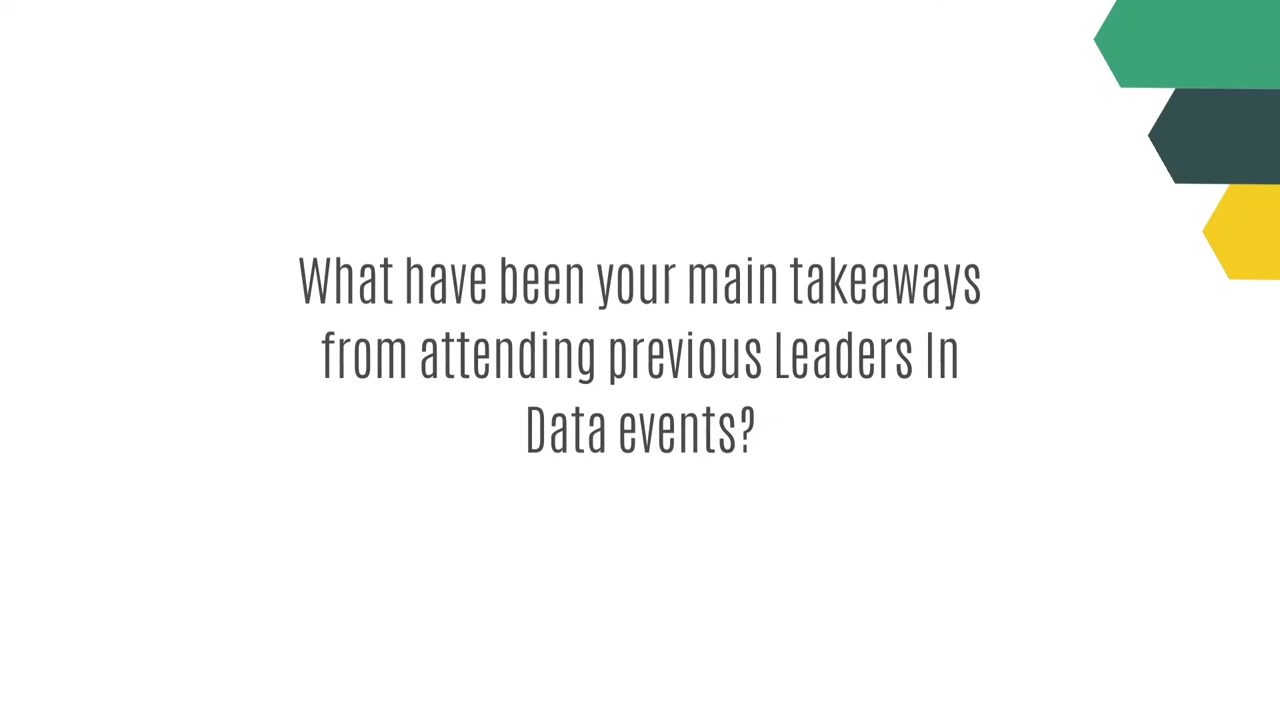 What have been your main takeaways
from attending previous Leaders In
Data events?